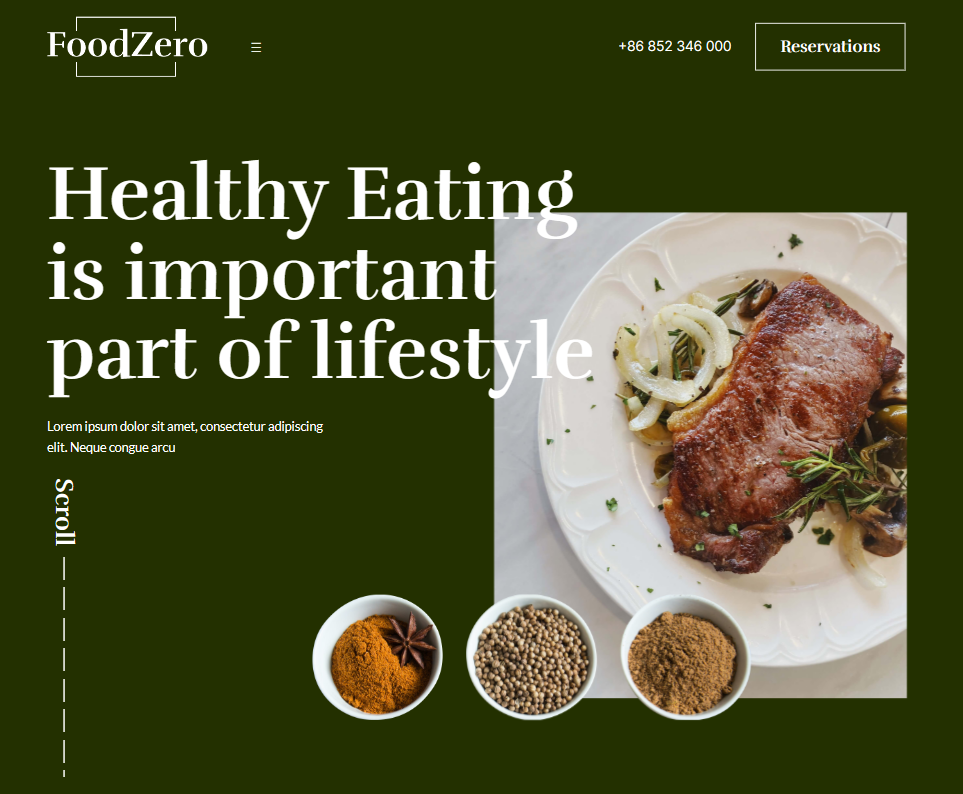 FoodZero
+86 852 346 000
Reservations
Healthy Eating
is important
part of lifestyle
Lorem ipsum dolor sit amet, consectetur adipiscing
elit. Neque congue arcu
Scroll